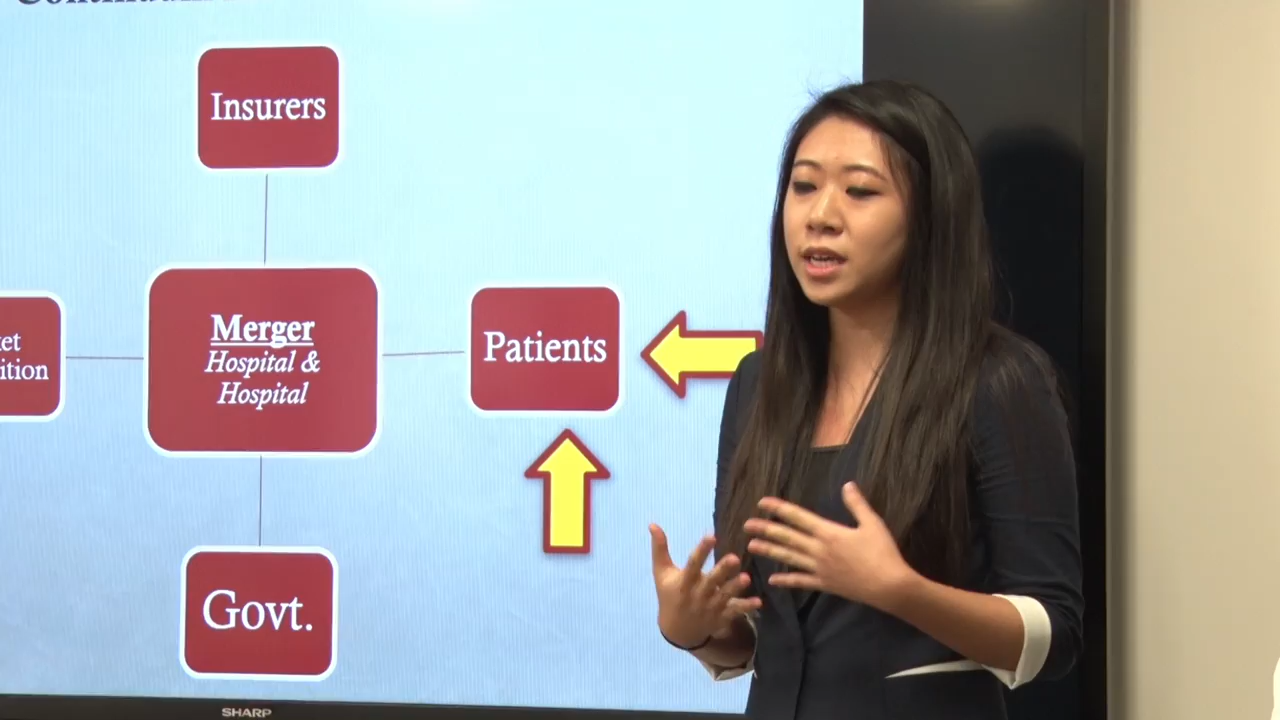 Insurers
Merger
Hospital &
Hospital
Patients
Govt.
SHARP